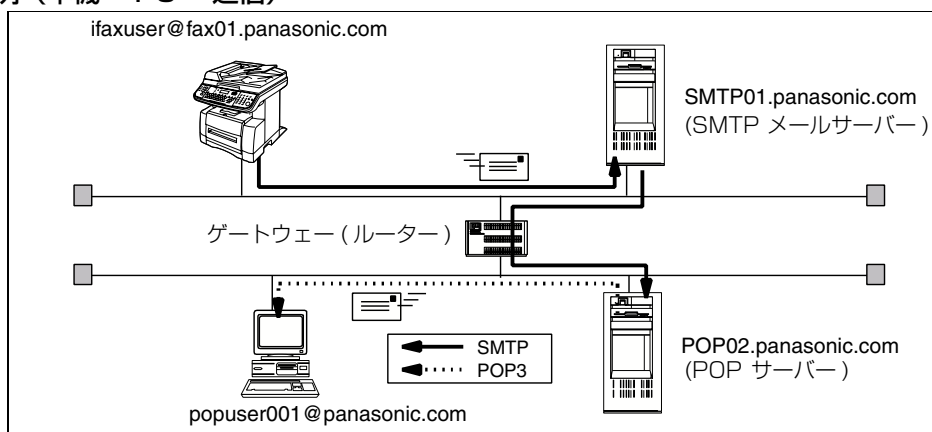 ifaxuser@fax01.panasonic.com
SMTP01.panasonic.com
(SMTP メールサーバー)
ゲートウェー(ルーター)
SMTP
POP3
POP02.panasonic.com
(POP サーバー)
popuser001@panasonic.com